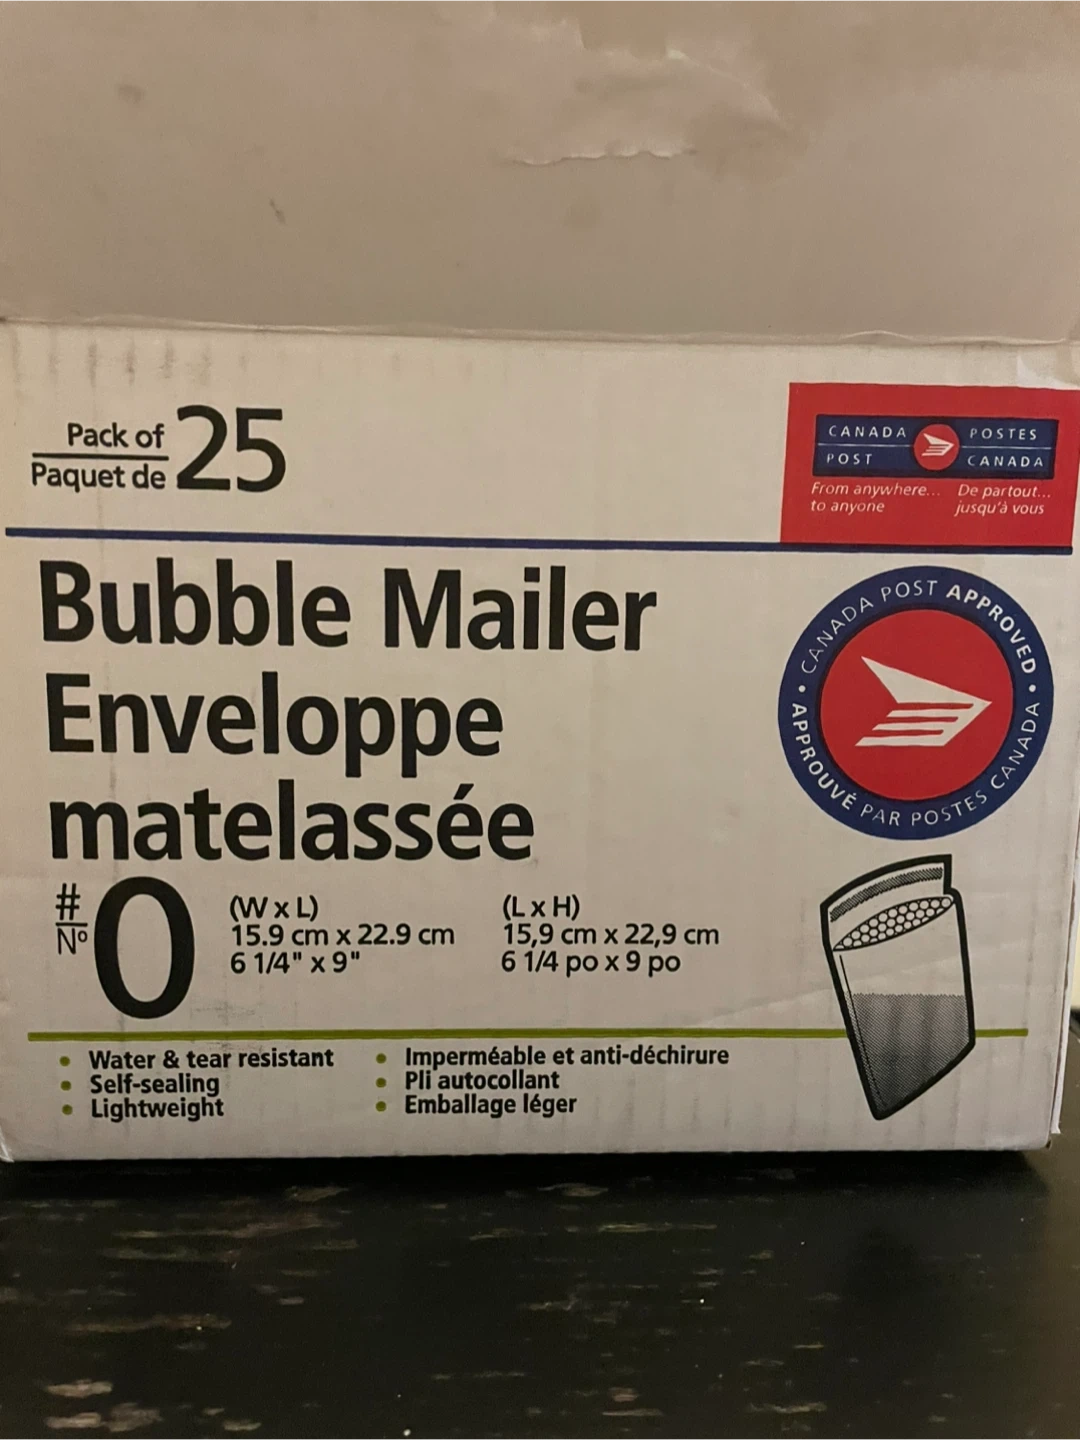 Pack of
Paquet de
25
CANADA
POST
POSTES
CANADA
From anywhere...
to anyone
De partout...
jusqu'à vous
Bubble Mailer
Enveloppe
matelassée
CANADA POST APPROVED •
APPROUVÉ PAR POSTES CANADA •
#
Nº
0
(W x L)
15.9 cm x 22.9 cm
6 1/4" x 9"
(L x H)
15,9 cm x 22,9 cm
6 1/4 po x 9 po
• Water & tear resistant
• Self-sealing
• Lightweight
• Imperméable et anti-déchirure
• Pli autocollant
• Emballage léger